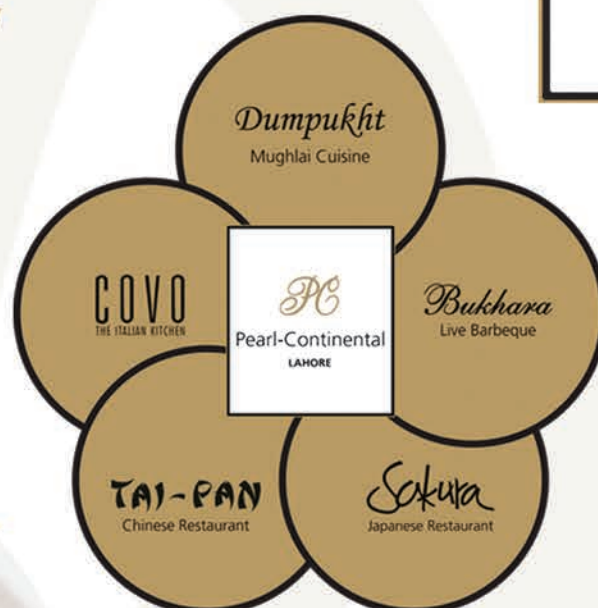 Dumpukht
Mughlai Cuisine
COVO
THE ITALIAN KITCHEN
PC
Pearl-Continental
LAHORE
Bukhara
Live Barbeque
TAI-PAN
Chinese Restaurant
Sakura
Japanese Restaurant